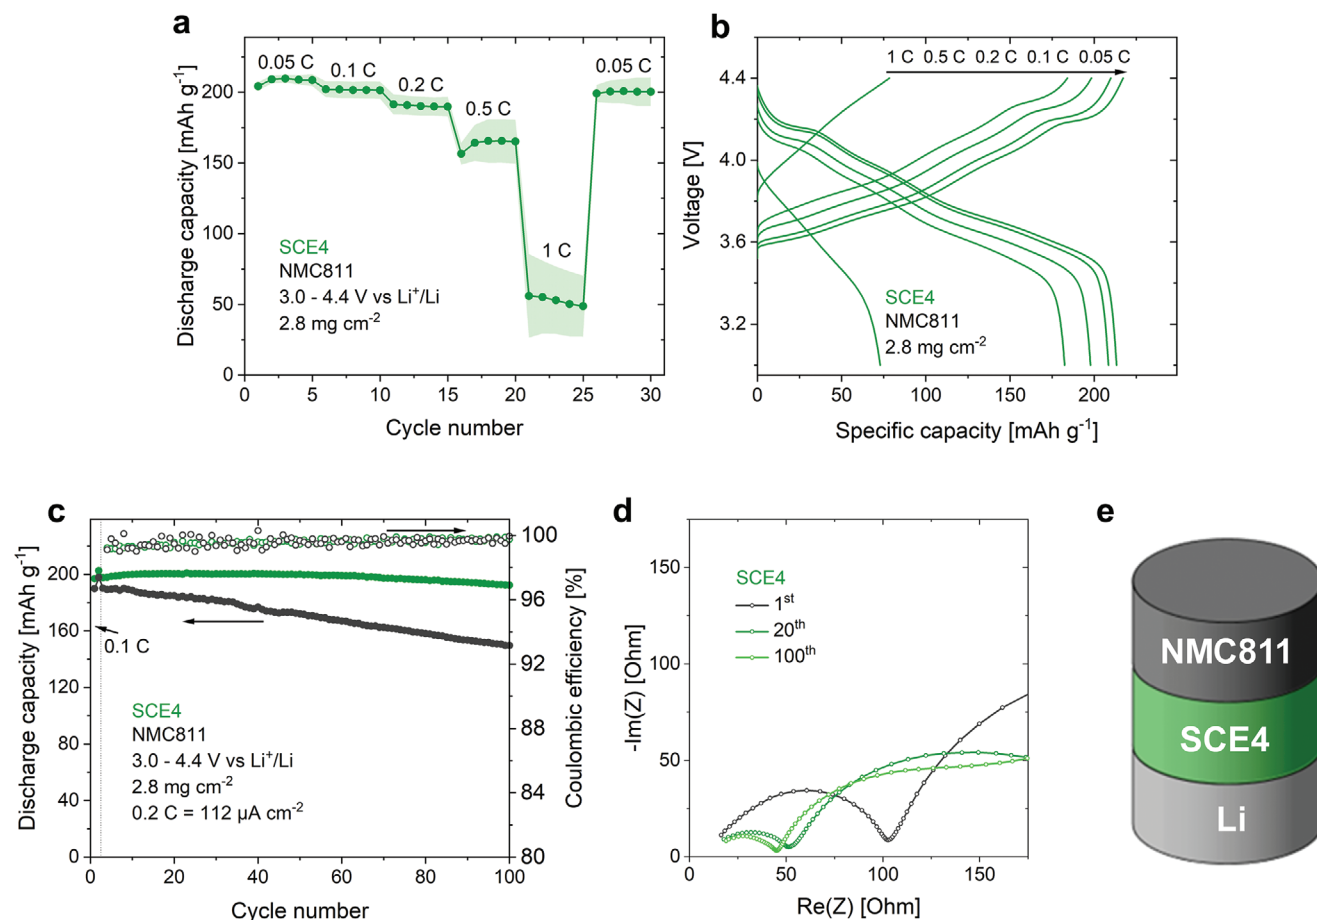 a
0.05 C
0.1 C
0.2 C
0.5 C
1 C
0.05 C
SCE4
NMC811
3.0 - 4.4 V vs Li⁺/Li
2.8 mg cm⁻²
200
150
100
50
0
0 5 10 15 20 25 30
Discharge capacity [mAh g⁻¹]
Cycle number
b
1 C 0.5 C 0.2 C 0.1 C 0.05 C
4.4
4.0
3.6
3.2
SCE4
NMC811
2.8 mg cm⁻²
0 50 100 150 200
Voltage [V]
Specific capacity [mAh g⁻¹]
c
200
160
120
80
40
0
100
96
92
88
84
80
0.1 C
SCE4
NMC811
3.0 - 4.4 V vs Li⁺/Li
2.8 mg cm⁻²
0.2 C = 112 µA cm⁻²
0 20 40 60 80 100
Discharge capacity [mAh g⁻¹]
Coulombic efficiency [%]
Cycle number
d
150
100
50
0
SCE4
1ˢᵗ
20ᵗʰ
100ᵗʰ
0 50 100 150
-Im(Z) [Ohm]
Re(Z) [Ohm]
e
NMC811
SCE4
Li